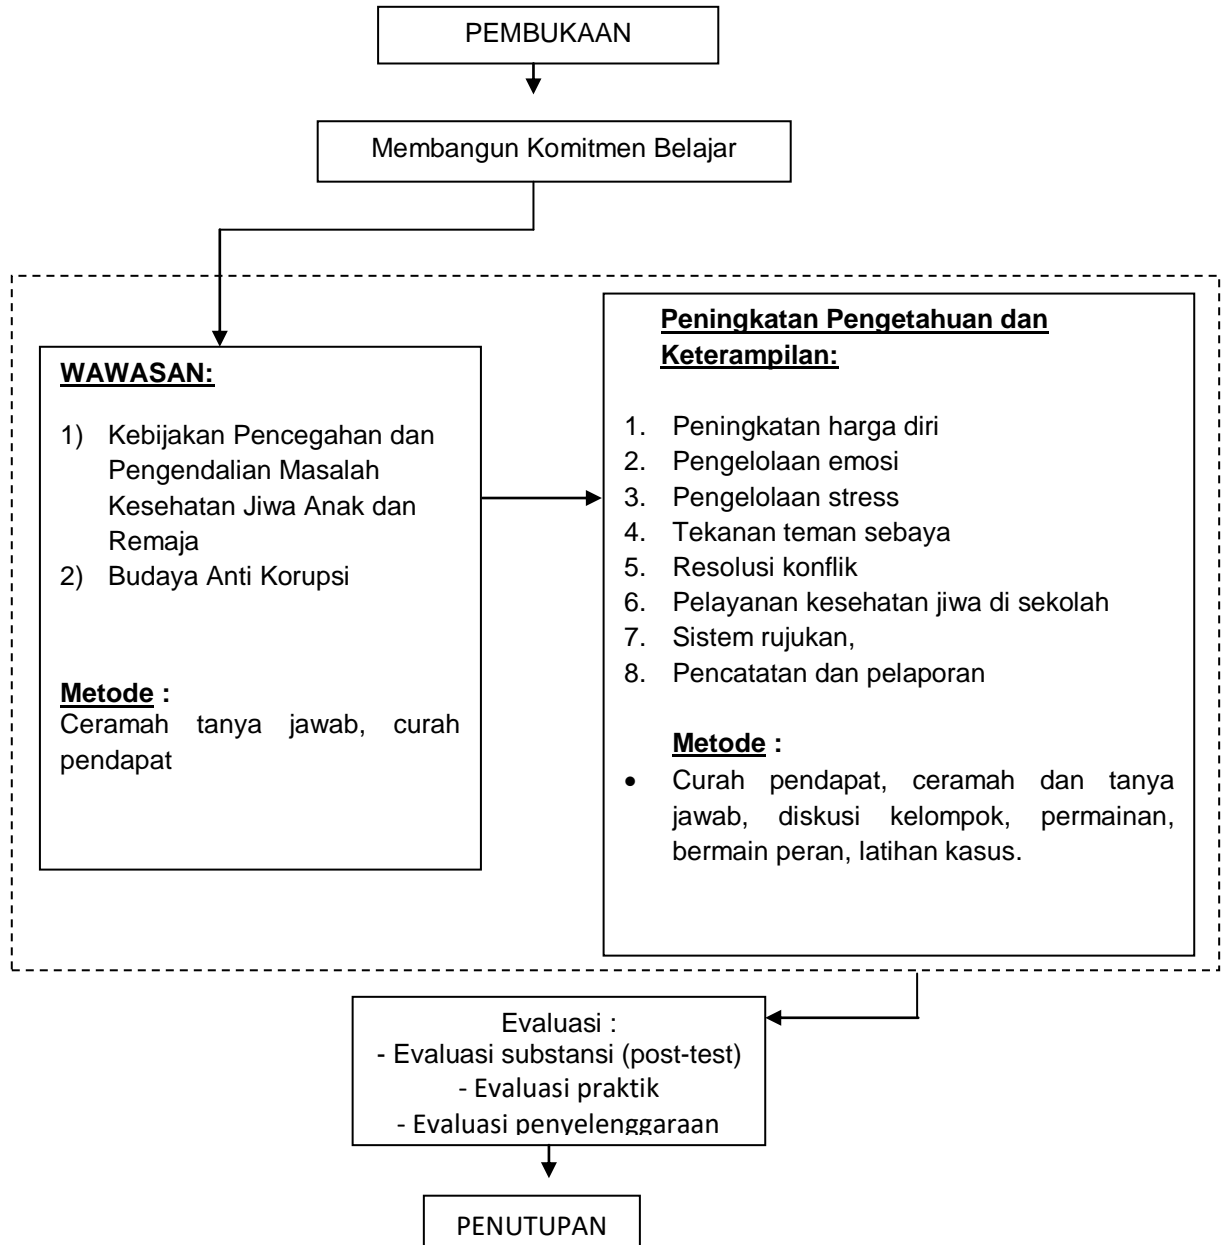 PEMBUKAAN
Membangun Komitmen Belajar
WAWASAN:
1) Kebijakan Pencegahan dan
Pengendalian Masalah
Kesehatan Jiwa Anak dan
Remaja
2) Budaya Anti Korupsi
Metode :
Ceramah tanya jawab, curah
pendapat
Peningkatan Pengetahuan dan
Keterampilan:
1. Peningkatan harga diri
2. Pengelolaan emosi
3. Pengelolaan stress
4. Tekanan teman sebaya
5. Resolusi konflik
6. Pelayanan kesehatan jiwa di sekolah
7. Sistem rujukan,
8. Pencatatan dan pelaporan
Metode :
• Curah pendapat, ceramah dan tanya
jawab, diskusi kelompok, permainan,
bermain peran, latihan kasus.
Evaluasi :
- Evaluasi substansi (post-test)
- Evaluasi praktik
- Evaluasi penyelenggaraan
PENUTUPAN